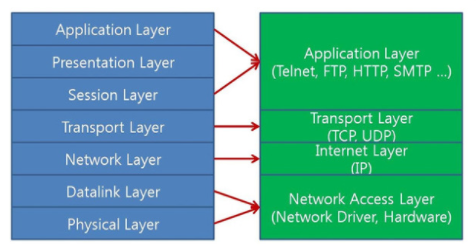 Application Layer
Presentation Layer
Session Layer
Transport Layer
Network Layer
Datalink Layer
Physical Layer
Application Layer
(Telnet, FTP, HTTP, SMTP ...)
Transport Layer
(TCP, UDP)
Internet Layer
(IP)
Network Access Layer
(Network Driver, Hardware)